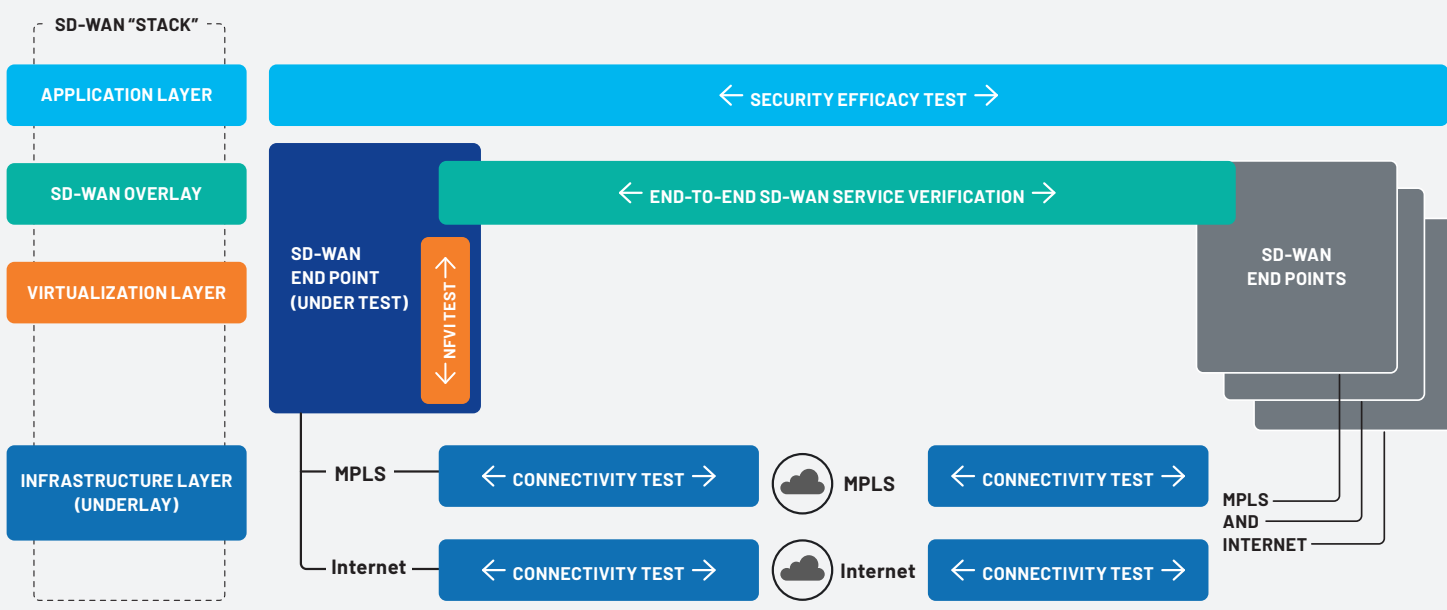 SD-WAN “STACK”
APPLICATION LAYER
SECURITY EFFICACY TEST
SD-WAN OVERLAY
END-TO-END SD-WAN SERVICE VERIFICATION
SD-WAN
END POINT
(UNDER TEST)
NFVI TEST
SD-WAN
END POINTS
VIRTUALIZATION LAYER
INFRASTRUCTURE LAYER
(UNDERLAY)
MPLS
CONNECTIVITY TEST
MPLS
CONNECTIVITY TEST
MPLS
AND
INTERNET
Internet
CONNECTIVITY TEST
Internet
CONNECTIVITY TEST